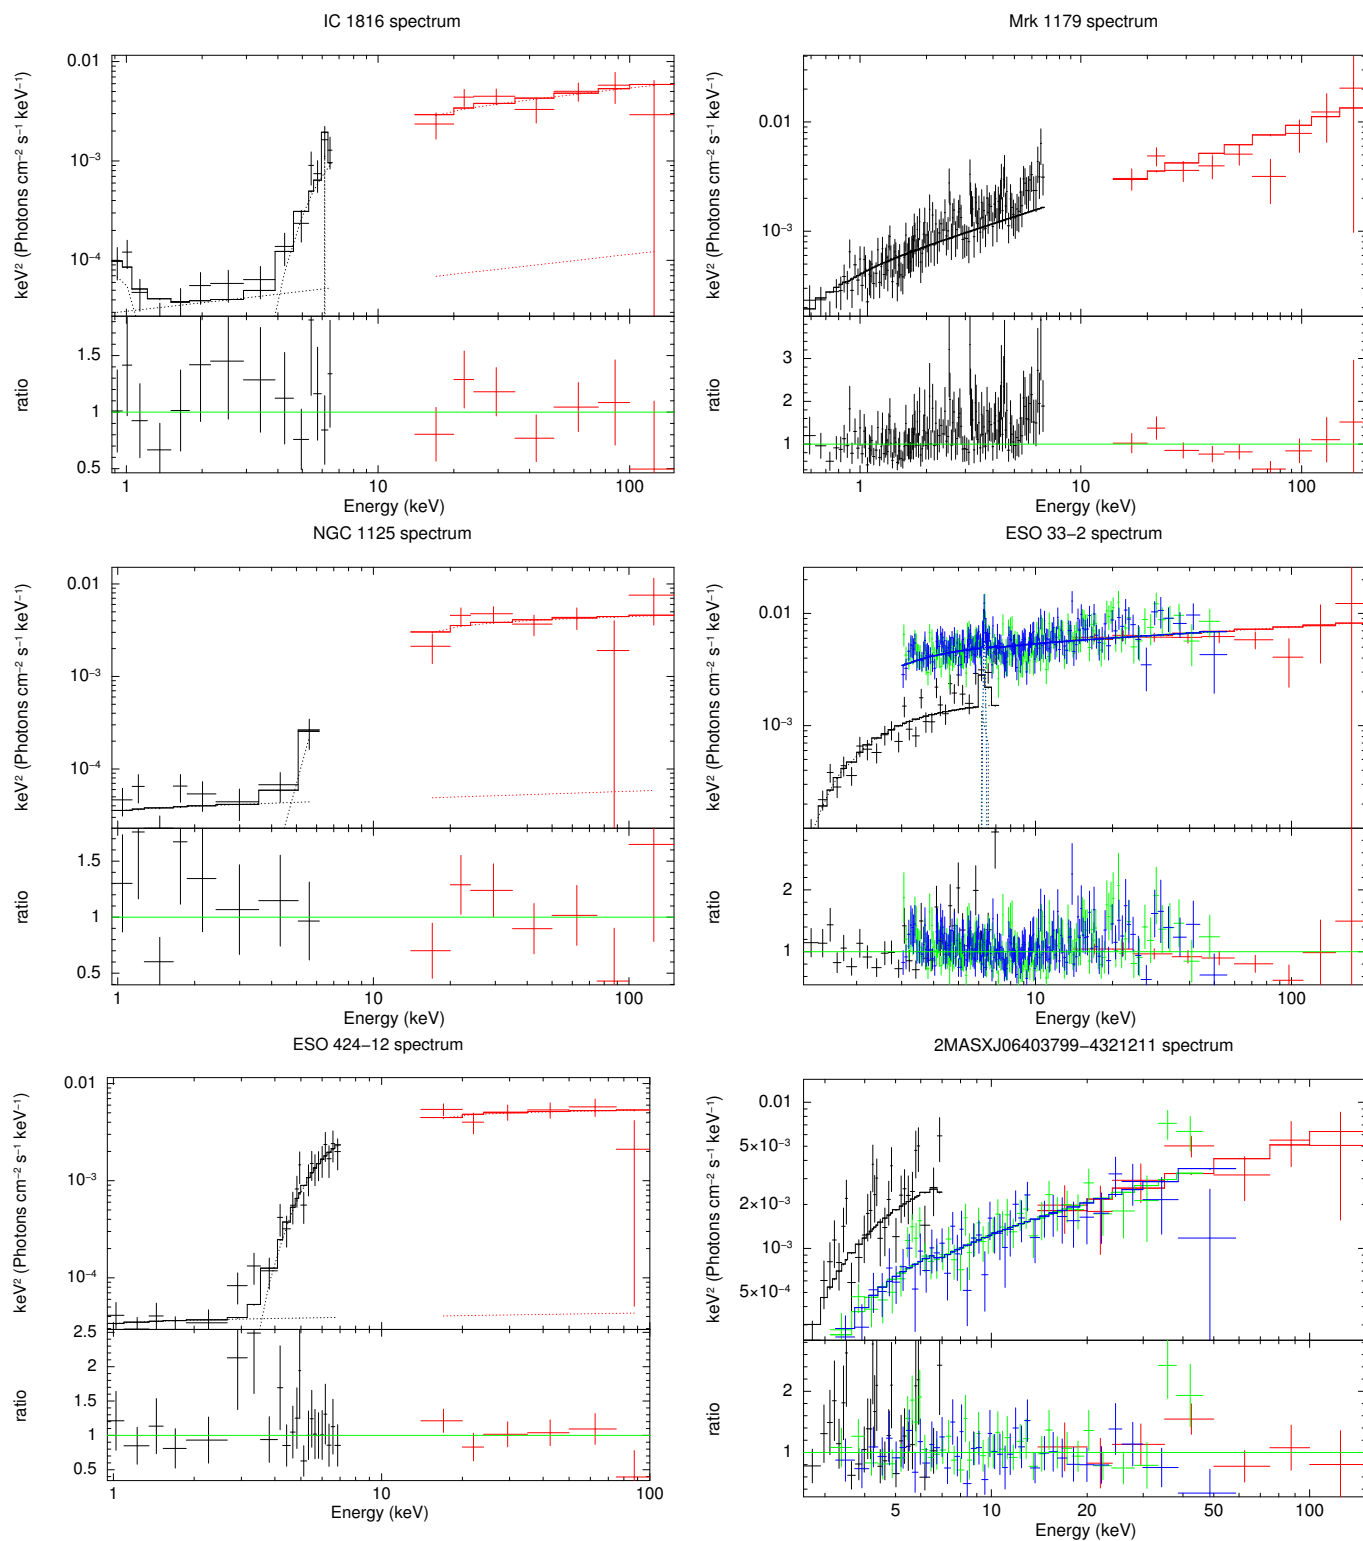 IC 1816 spectrum
keV² (Photons cm⁻² s⁻¹ keV⁻¹)
0.01
10⁻³
10⁻⁴
ratio
1.5
1
0.5
1
10
100
Energy (keV)
Mrk 1179 spectrum
keV² (Photons cm⁻² s⁻¹ keV⁻¹)
0.01
10⁻³
ratio
3
2
1
1
10
100
Energy (keV)
NGC 1125 spectrum
keV² (Photons cm⁻² s⁻¹ keV⁻¹)
0.01
10⁻³
10⁻⁴
ratio
1.5
1
0.5
1
10
100
Energy (keV)
ESO 33−2 spectrum
keV² (Photons cm⁻² s⁻¹ keV⁻¹)
0.01
10⁻³
ratio
2
1
10
100
Energy (keV)
ESO 424−12 spectrum
keV² (Photons cm⁻² s⁻¹ keV⁻¹)
0.01
10⁻³
10⁻⁴
ratio
2.5
2
1.5
1
0.5
1
10
100
Energy (keV)
2MASXJ06403799−4321211 spectrum
keV² (Photons cm⁻² s⁻¹ keV⁻¹)
0.01
5×10⁻³
2×10⁻³
10⁻³
5×10⁻⁴
ratio
2
1
5
10
20
50
100
Energy (keV)